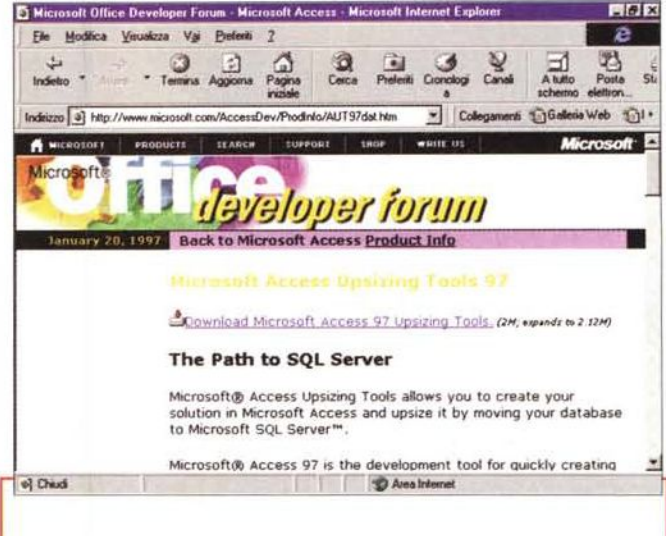 Microsoft Office Developer Forum - Microsoft Access - Microsoft Internet Explorer
File Modifica Visualizza Vai Preferiti ?
Indietro Avanti Termina Aggiorna Pagina iniziale Cerca Preferiti Cronologia Canali A tutto schermo Posta elettron...
Indirizzo http://www.microsoft.com/AccessDev/ProdInfo/AUT97dat.htm Collegamenti Galleria Web
MICROSOFT PRODUCTS SEARCH SUPPORT SHOP WRITE US Microsoft
Microsoft®
office
developer forum
January 20, 1997 Back to Microsoft Access Product Info
Microsoft Access Upsizing Tools 97
Download Microsoft Access 97 Upsizing Tools. (2M, expands to 2.12M)
The Path to SQL Server
Microsoft® Access Upsizing Tools allows you to create your
solution in Microsoft Access and upsize it by moving your database
to Microsoft SQL Server™.
Microsoft® Access 97 is the development tool for quickly creating
Chiudi Area Internet